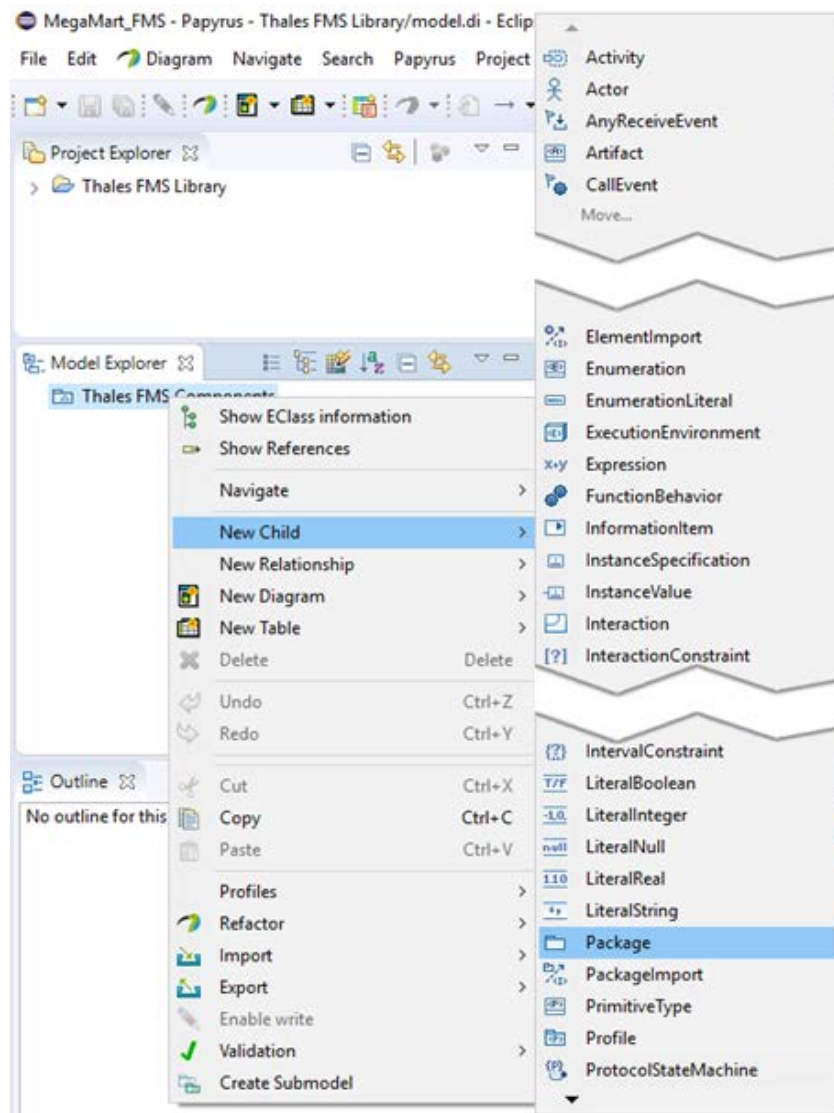 MegaMart_FMS - Papyrus - Thales FMS Library/model.di - Eclip
File Edit Diagram Navigate Search Papyrus Project
Project Explorer
Thales FMS Library
Model Explorer
Thales FMS Components
Show EClass information
Show References
Navigate
New Child
New Relationship
New Diagram
New Table
Delete Delete
Undo Ctrl+Z
Redo Ctrl+Y
Cut Ctrl+X
Copy Ctrl+C
Paste Ctrl+V
Profiles
Refactor
Import
Export
Enable write
Validation
Create Submodel
Outline
No outline for this
Activity
Actor
AnyReceiveEvent
Artifact
CallEvent
Move...
ElementImport
Enumeration
EnumerationLiteral
ExecutionEnvironment
x+y Expression
FunctionBehavior
InformationItem
InstanceSpecification
InstanceValue
Interaction
[?] InteractionConstraint
{?} IntervalConstraint
T/F LiteralBoolean
LiteralInteger
null LiteralNull
LiteralReal
LiteralString
Package
PackageImport
PrimitiveType
Profile
ProtocolStateMachine